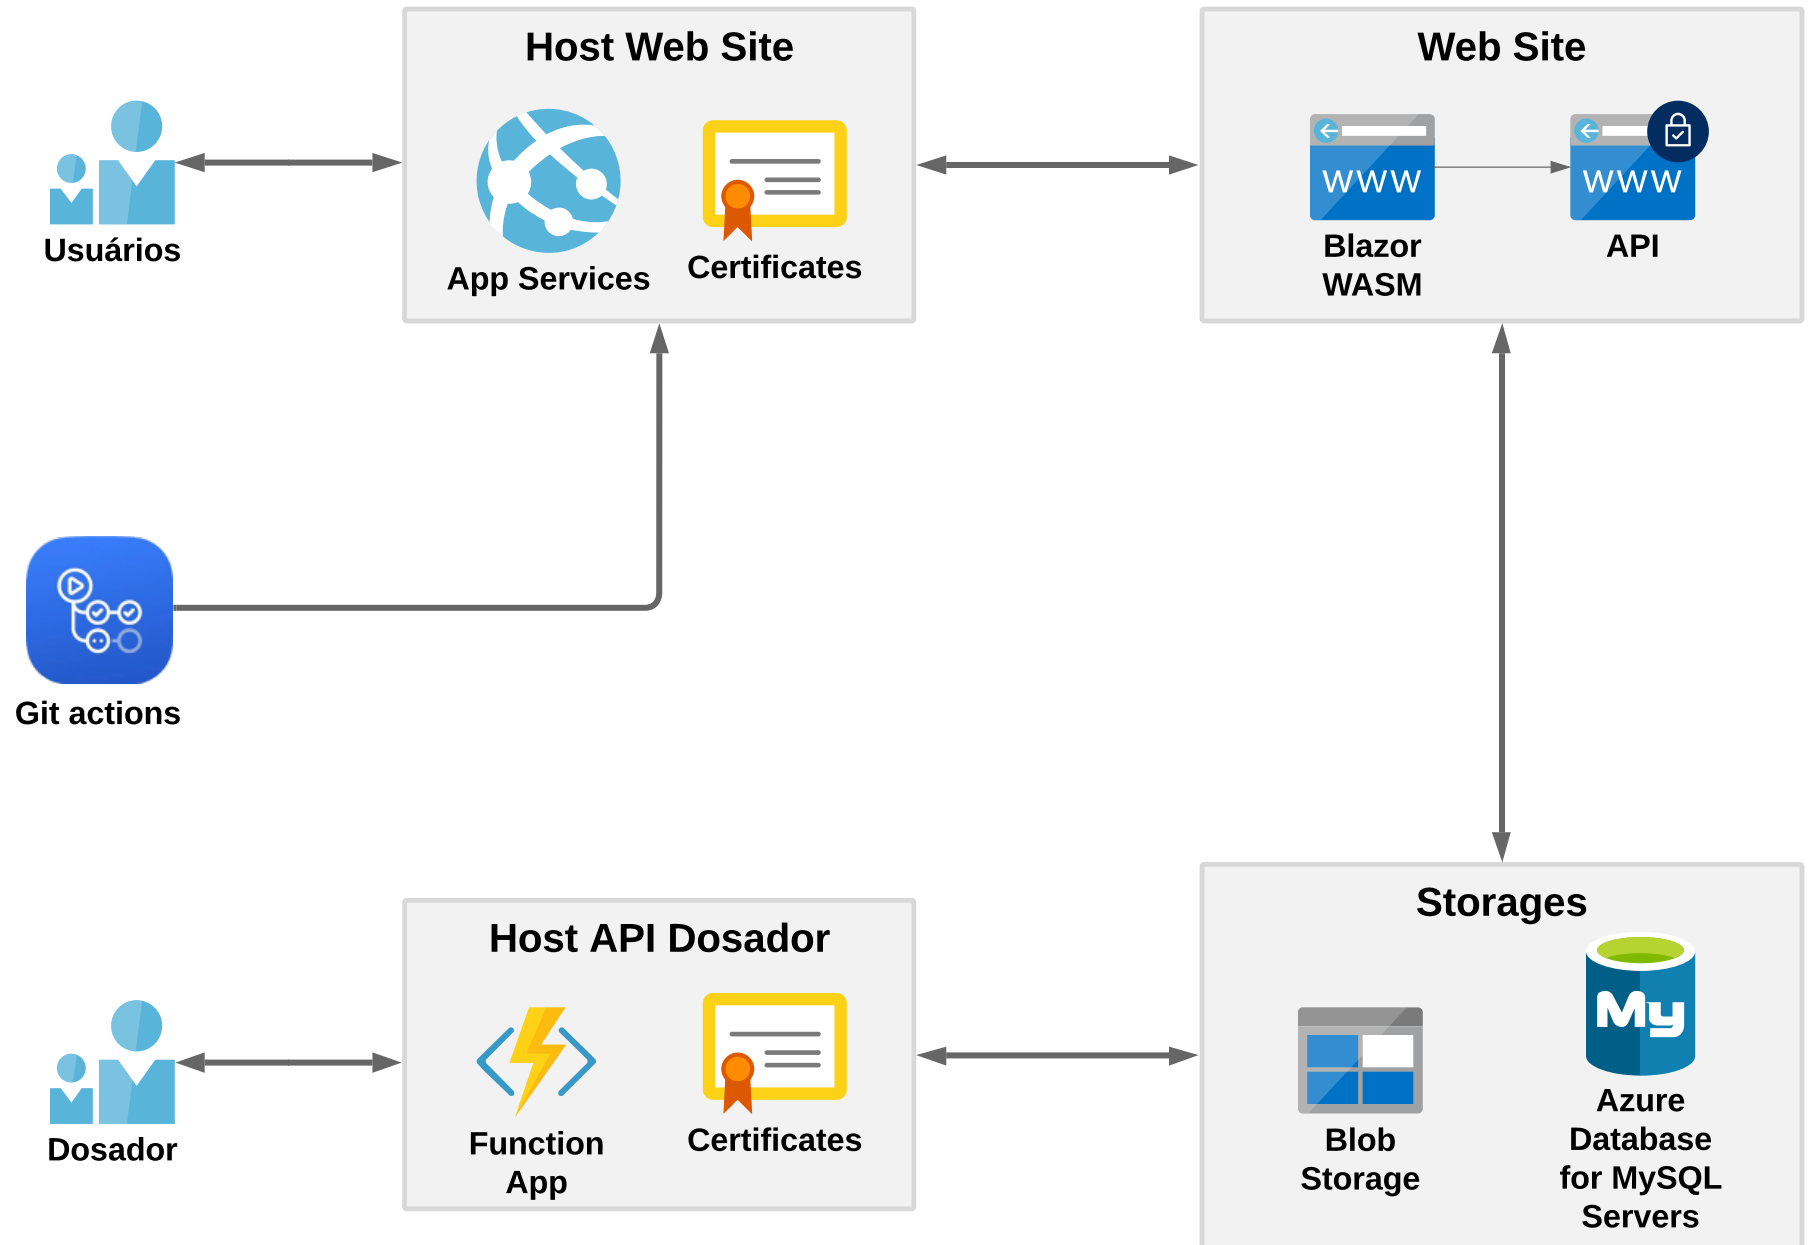 Host Web Site
Web Site
WWW
WWW
Usuários
App Services
Certificates
Blazor
WASM
API
Git actions
Storages
Host API Dosador
My
Dosador
Function
App
Certificates
Blob
Storage
Azure
Database
for MySQL
Servers